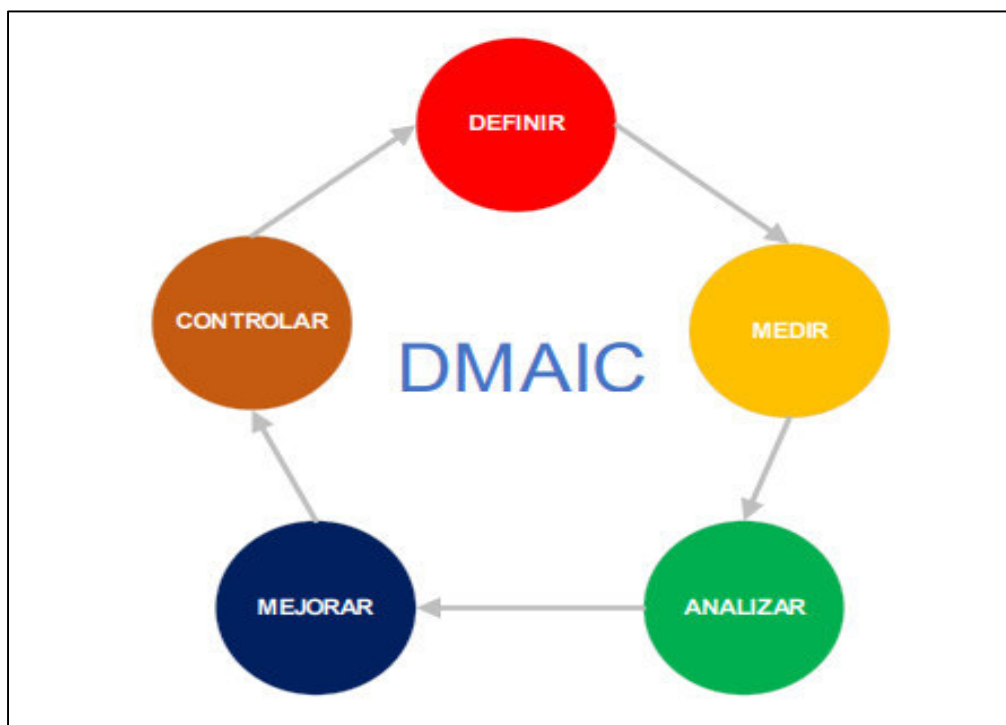 DEFINIR
CONTROLAR
MEDIR
DMAIC
MEJORAR
ANALIZAR